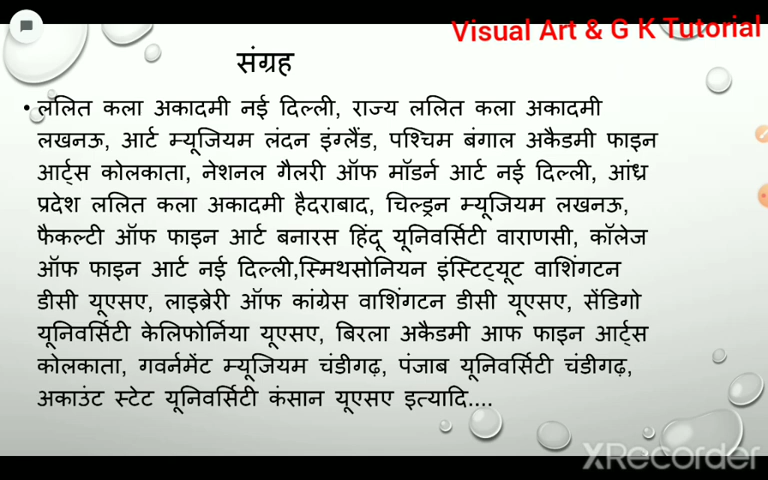 Visual Art & G K Tutorial
संग्रह
• ललित कला अकादमी नई दिल्ली, राज्य ललित कला अकादमी
लखनऊ, आर्ट म्यूजियम लंदन इंग्लैंड, पश्चिम बंगाल अकैडमी फाइन
आर्ट्स कोलकाता, नेशनल गैलरी ऑफ मॉडर्न आर्ट नई दिल्ली, आंध्र
प्रदेश ललित कला अकादमी हैदराबाद, चिल्ड्रन म्यूजियम लखनऊ,
फैकल्टी ऑफ फाइन आर्ट बनारस हिंदू यूनिवर्सिटी वाराणसी, कॉलेज
ऑफ फाइन आर्ट नई दिल्ली,स्मिथसोनियन इंस्टिट्यूट वाशिंगटन
डीसी यूएसए, लाइब्रेरी ऑफ कांग्रेस वाशिंगटन डीसी यूएसए, सेंडिगो
यूनिवर्सिटी केलिफोर्निया यूएसए, बिरला अकैडमी आफ फाइन आर्ट्स
कोलकाता, गवर्नमेंट म्यूजियम चंडीगढ़, पंजाब यूनिवर्सिटी चंडीगढ़,
अकाउंट स्टेट यूनिवर्सिटी कंसान यूएसए इत्यादि....
XRecorder